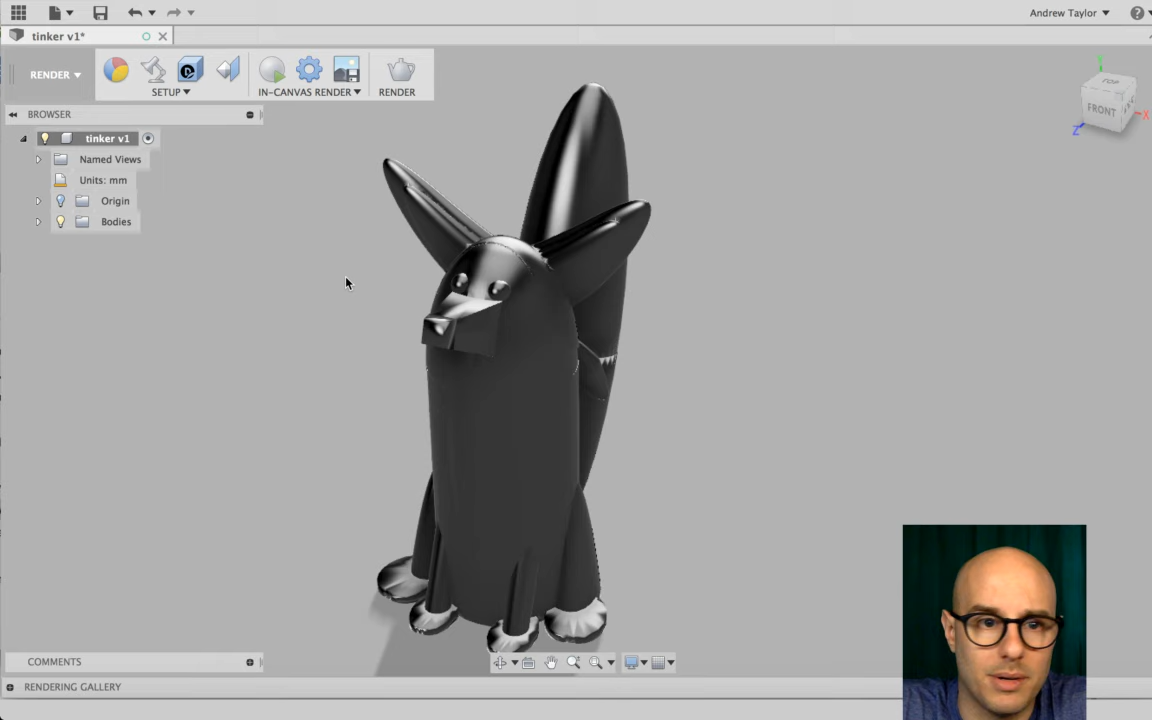 Andrew Taylor
?
tinker v1*
RENDER
SETUP
IN-CANVAS RENDER
RENDER
BROWSER
tinker v1
Named Views
Units: mm
Origin
Bodies
TOP
FRONT
Y
X
Z
COMMENTS
RENDERING GALLERY